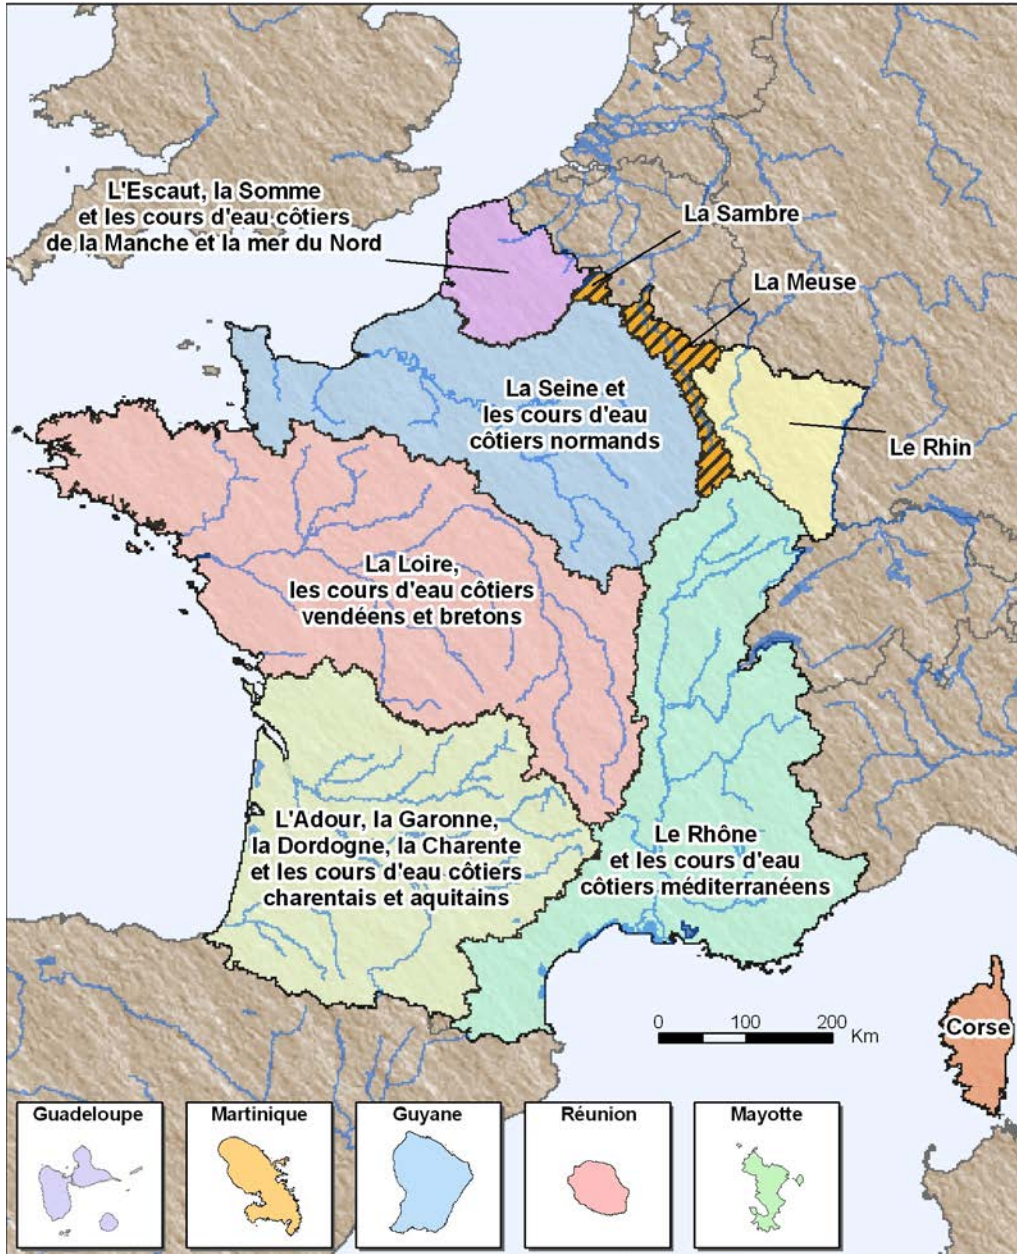 L'Escaut, la Somme
et les cours d'eau côtiers
de la Manche et la mer du Nord
La Sambre
La Meuse
La Seine et
les cours d'eau
côtiers normands
Le Rhin
La Loire,
les cours d'eau côtiers
vendéens et bretons
L'Adour, la Garonne,
la Dordogne, la Charente
et les cours d'eau côtiers
charentais et aquitains
Le Rhône
et les cours d'eau
côtiers méditerranéens
Corse
0 100 200 Km
Guadeloupe
Martinique
Guyane
Réunion
Mayotte